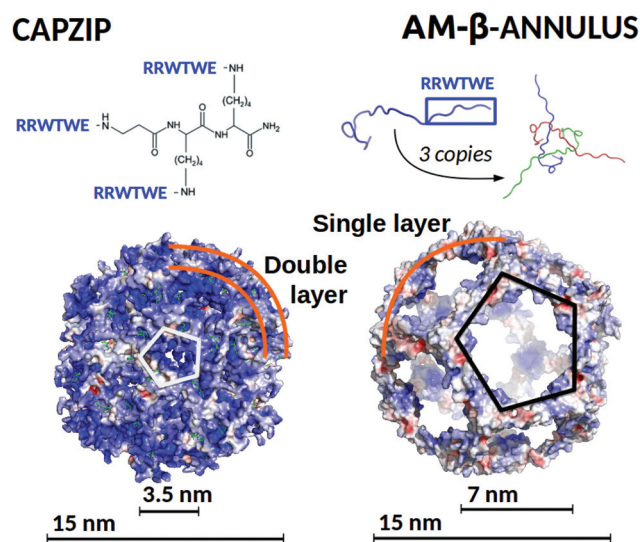 CAPZIP
AM-β-ANNULUS
RRWTWE -NH
(CH₂)₄
RRWTWE -N
H
O
NH
O
NH
NH₂
O
(CH₂)₄
RRWTWE -NH
RRWTWE
3 copies
Single layer
Double
layer
3.5 nm
15 nm
7 nm
15 nm